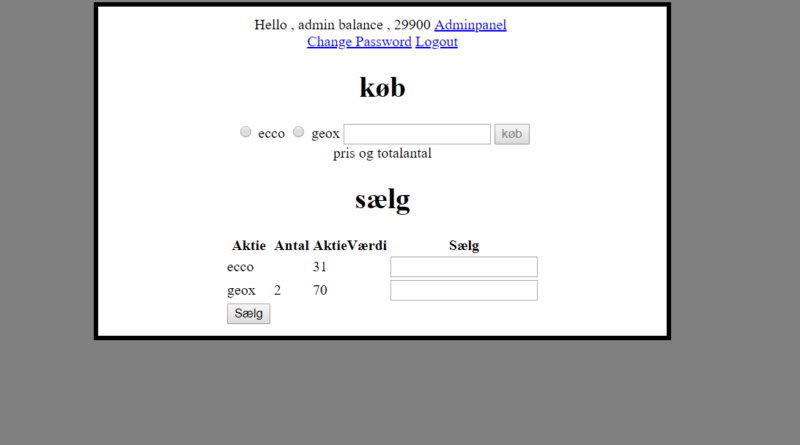 Hello , admin balance , 29900 Adminpanel
Change Password Logout
køb
ecco geox køb
pris og totalantal
sælg
Aktie Antal AktieVærdi Sælg
ecco 31
geox 2 70
Sælg